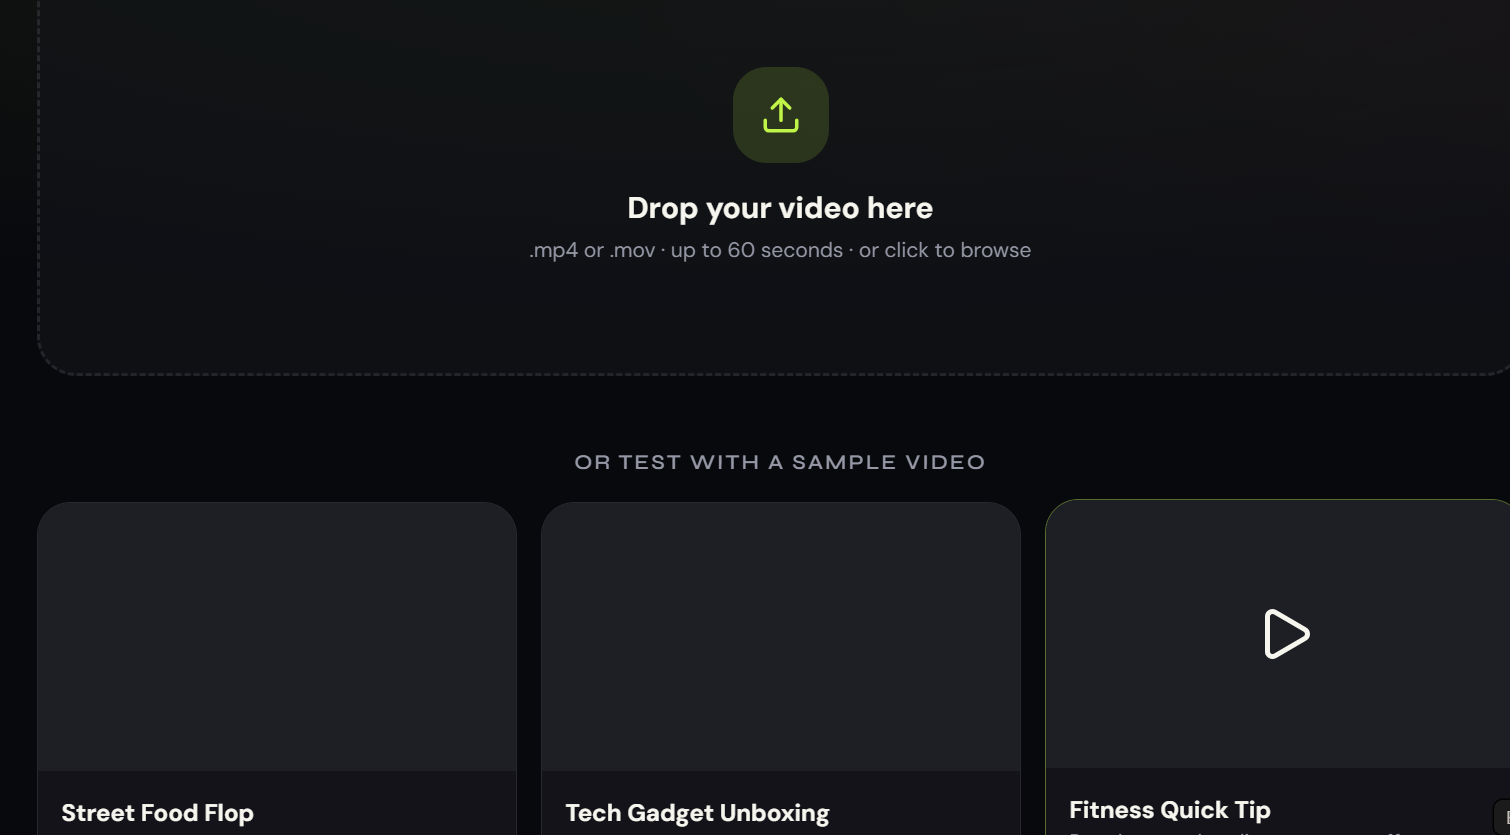 Drop your video here
.mp4 or .mov · up to 60 seconds · or click to browse
OR TEST WITH A SAMPLE VIDEO
Street Food Flop
Tech Gadget Unboxing
Fitness Quick Tip